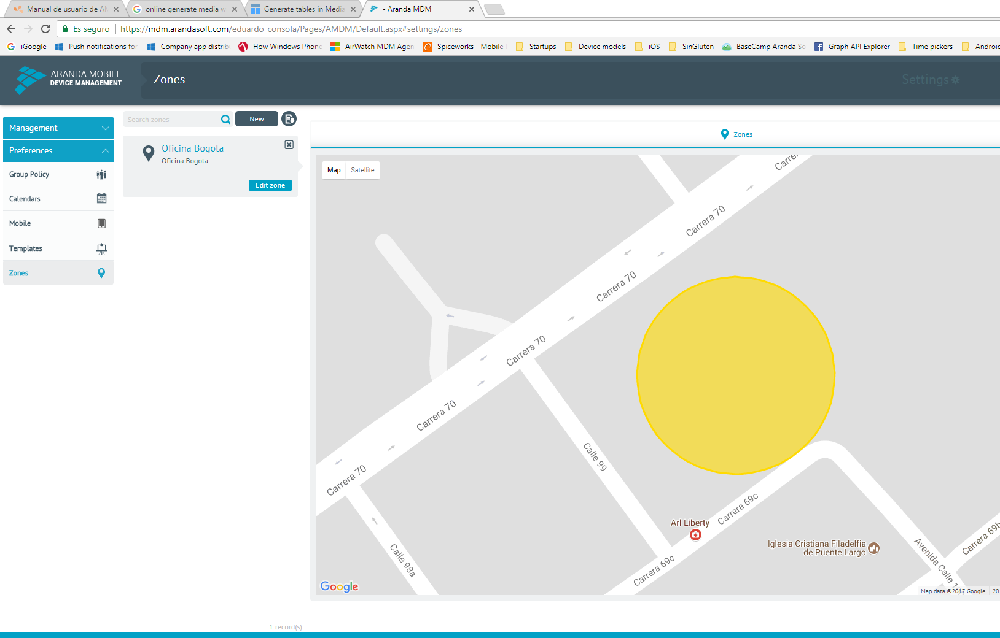 Manual de usuario de AM
online generate media w
Generate tables in Media
- Aranda MDM
Es seguro
https://mdm.arandasoft.com/eduardo_consola/Pages/AMDM/Default.aspx#settings/zones
iGoogle
Push notifications for
Company app distrib
How Windows Phone
AirWatch MDM Agen
Spiceworks - Mobile
Startups
Device models
iOS
SinGluten
BaseCamp Aranda So
Graph API Explorer
Time pickers
Android
ARANDA MOBILE
DEVICE MANAGEMENT
Zones
Settings
Management
Preferences
Group Policy
Calendars
Mobile
Templates
Zones
Search zones
New
Oficina Bogota
Oficina Bogota
Edit zone
Zones
Map
Satellite
Carrera
Carrera 70
Carrera 70
Carrera 70
Carrera 70
Carrera 70
Calle 99
Calle 98a
Arl Liberty
Carrera 69c
Carrera 69c
Iglesia Cristiana Filadelfia
de Puente Largo
Avenida Calle 1
Carrera 69b
Google
Map data ©2017 Google
20
1 record(s)